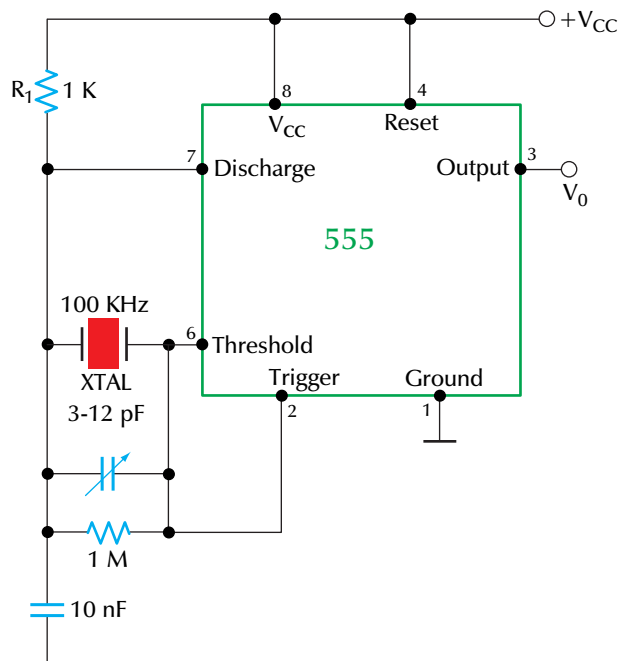 +VCC
R1
1 K
8
4
VCC
Reset
7
Discharge
Output
3
V0
555
100 KHz
6
Threshold
XTAL
Trigger
Ground
3-12 pF
2
1
1 M
10 nF